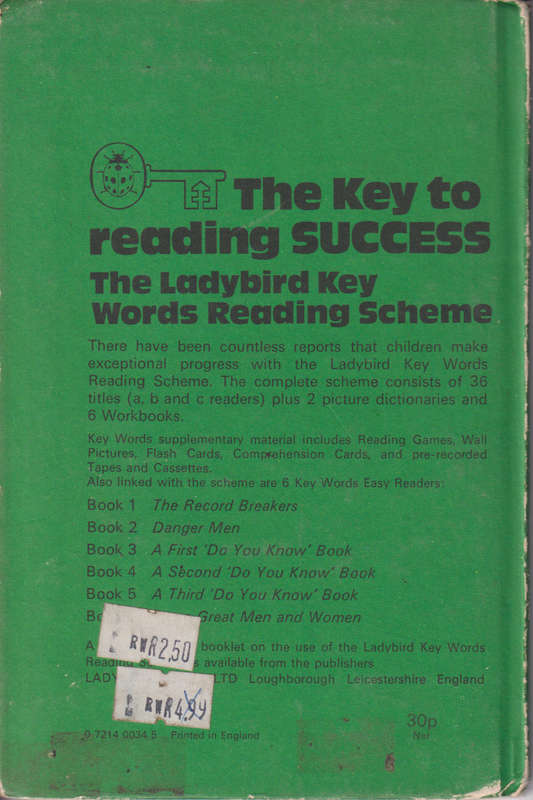 The Key to
reading SUCCESS
The Ladybird Key
Words Reading Scheme
There have been countless reports that children make
exceptional progress with the Ladybird Key Words
Reading Scheme. The complete scheme consists of 36
titles (a, b and c readers) plus 2 picture dictionaries and
6 Workbooks.
Key Words supplementary material includes Reading Games, Wall
Pictures, Flash Cards, Comprehension Cards, and pre-recorded
Tapes and Cassettes.
Also linked with the scheme are 6 Key Words Easy Readers:
Book 1 The Record Breakers
Book 2 Danger Men
Book 3 A First 'Do You Know' Book
Book 4 A Second 'Do You Know' Book
Book 5 A Third 'Do You Know' Book
Great Men and Women
RWR2,50
A booklet on the use of the Ladybird Key Words
Reading available from the publishers
LTD Loughborough Leicestershire England
RWR4,99
30p
Net
0 7214 0034 5 Printed in England